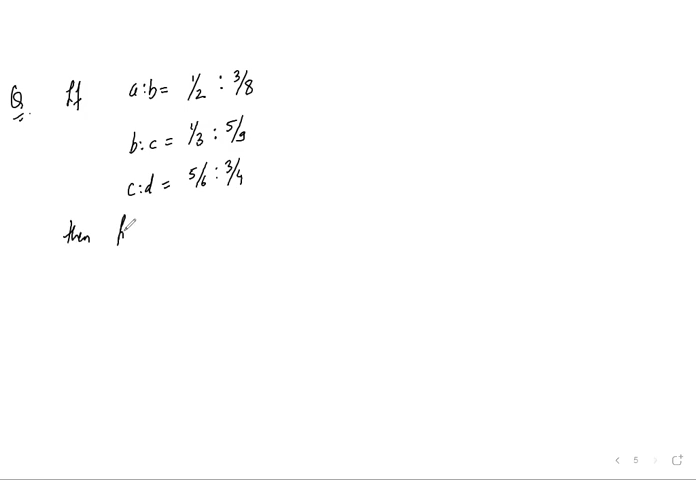 Q. If a:b = 1/2 : 3/8
b:c = 1/3 : 5/9
c:d = 5/6 : 3/4
then
5